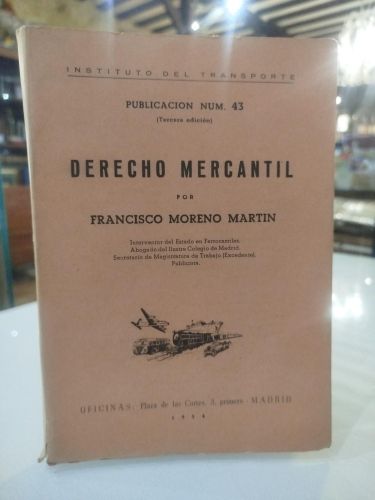 INSTITUTO DEL TRANSPORTE
PUBLICACION NUM. 43
(Tercera edición)
DERECHO MERCANTIL
POR
FRANCISCO MORENO MARTIN
Interventor del Estado en Ferrocarriles.
Abogado del Ilustre Colegio de Madrid.
Secretario de Magistratura de Trabajo (Excedente).
Publicista.
OFICINAS: Plaza de las Cortes, 3, primero - MADRID
1954